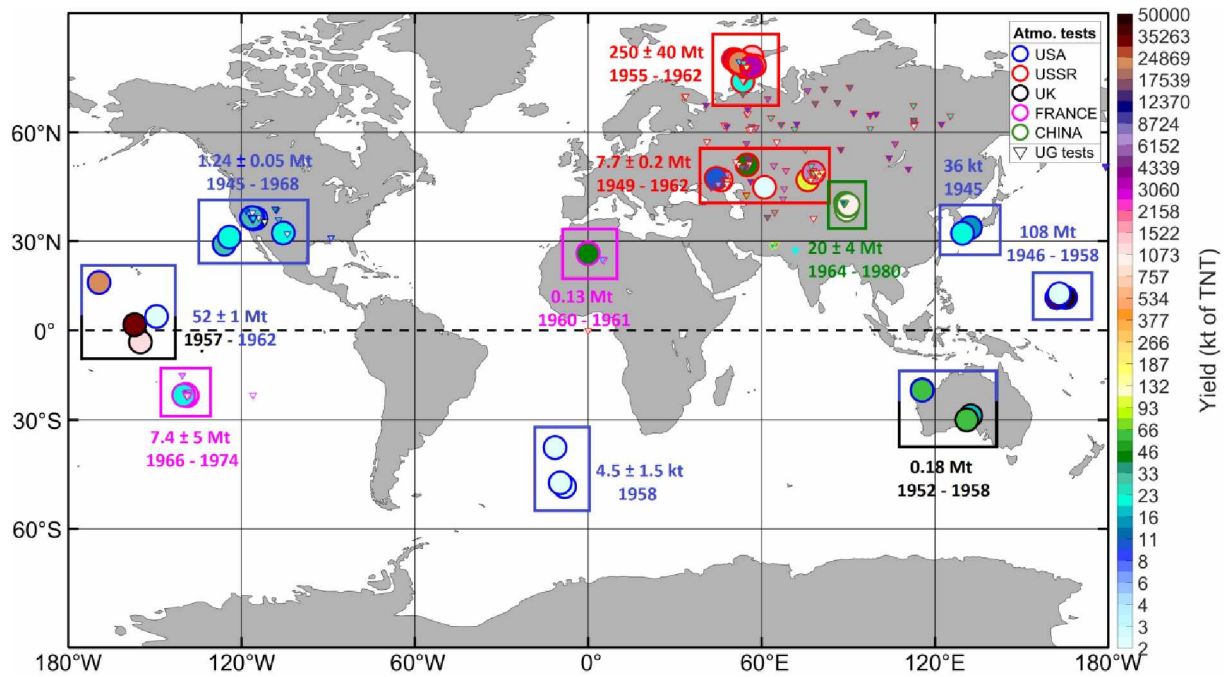 250 ± 40 Mt
1955 - 1962
Atmo. tests
USA
USSR
UK
FRANCE
CHINA
UG tests
1.24 ± 0.05 Mt
1945 - 1968
7.7 ± 0.2 Mt
1949 - 1962
36 kt
1945
108 Mt
1946 - 1958
20 ± 4 Mt
1964 - 1980
0.13 Mt
1960 - 1961
52 ± 1 Mt
1957 - 1962
7.4 ± 5 Mt
1966 - 1974
4.5 ± 1.5 kt
1958
0.18 Mt
1952 - 1958
60°N
30°N
0°
30°S
60°S
180°W
120°W
60°W
0°
60°E
120°E
180°W
50000
35263
24869
17539
12370
8724
6152
4339
3060
2158
1522
1073
757
534
377
266
187
132
93
66
46
33
23
16
11
8
6
4
3
2
Yield (kt of TNT)